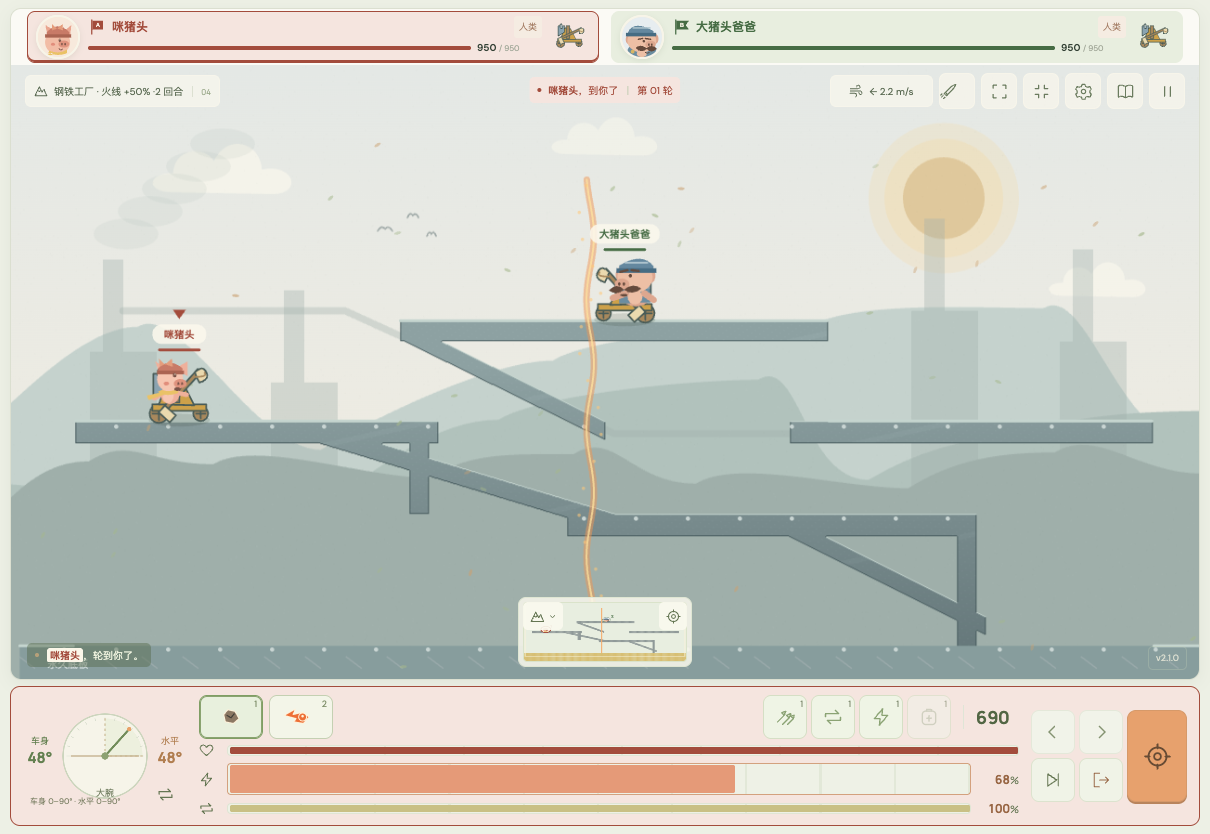 咪猪头
人类
950 / 950
大猪头爸爸
人类
950 / 950
钢铁工厂 · 火线 +50% ·2 回合 04
咪猪头，到你了 | 第 01 轮
← 2.2 m/s
大猪头爸爸
咪猪头
咪猪头，轮到你了。
v2.1.0
1
2
1
1
1
1
690
车身
48°
水平
48°
大腕
车身 0–90° · 水平 0–90°
68%
100%